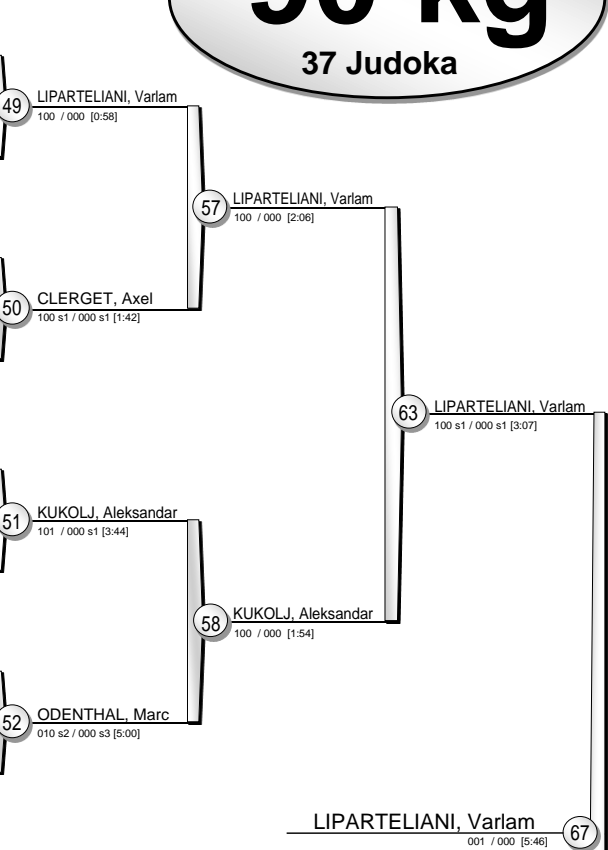 90 kg
37 Judoka
49 LIPARTELIANI, Varlam
100 / 000 [0:58]
57 LIPARTELIANI, Varlam
100 / 000 [2:06]
50 CLERGET, Axel
100 s1 / 000 s1 [1:42]
63 LIPARTELIANI, Varlam
100 s1 / 000 s1 [3:07]
51 KUKOLJ, Aleksandar
101 / 000 s1 [3:44]
58 KUKOLJ, Aleksandar
100 / 000 [1:54]
52 ODENTHAL, Marc
010 s2 / 000 s3 [5:00]
LIPARTELIANI, Varlam 67
001 / 000 [5:46]